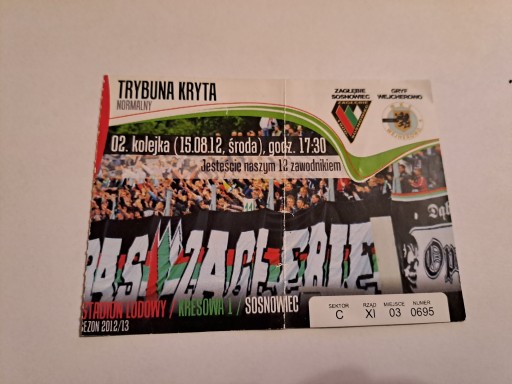 TRYBUNA KRYTA
NORMALNY
ZAGŁĘBIE
SOSNOWIEC
GRYF
WEJHEROWO
02. kolejka (15.08.12, środa), godz. 17:30
Jesteście naszym 12 zawodnikiem
PAS ZAGŁĘBIE
STADION LUDOWY / KRESOWA 1 / SOSNOWIEC
SEZON 2012/13
SEKTOR RZĄD MIEJSCE NUMER
C XI 03 0695